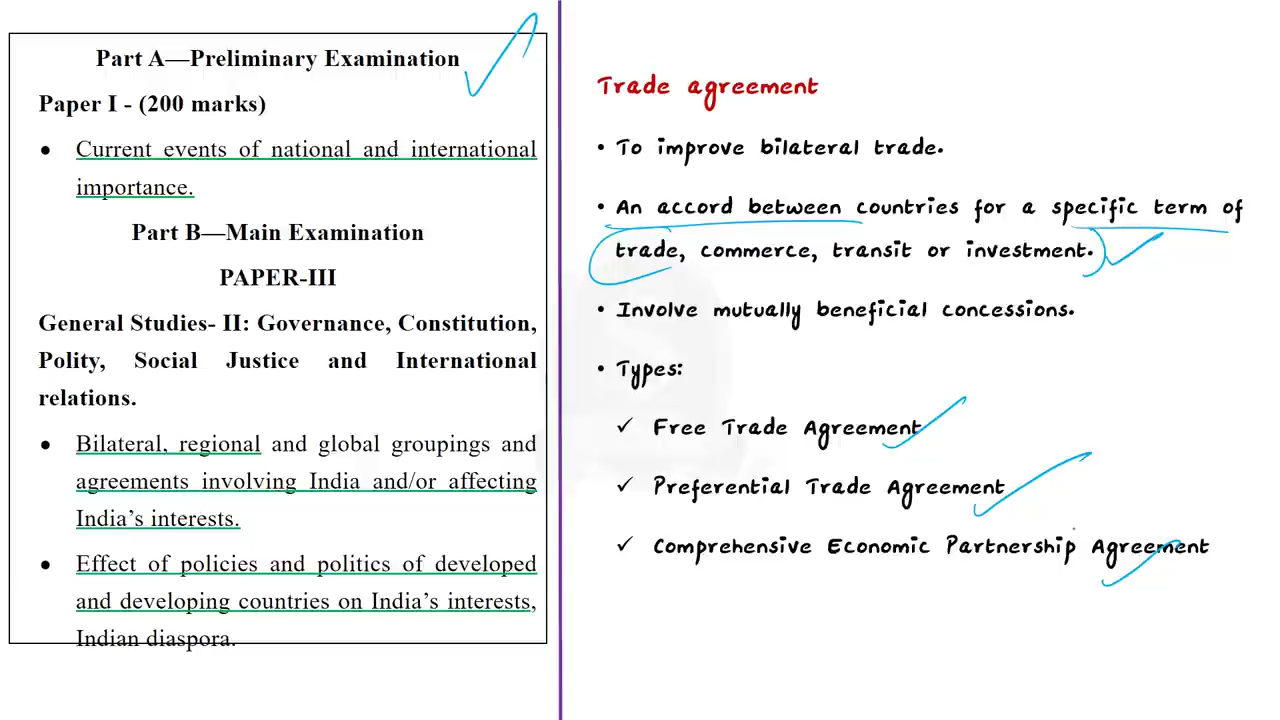 Part A—Preliminary Examination
Paper I - (200 marks)
● Current events of national and international
importance.
Part B—Main Examination
PAPER-III
General Studies- II: Governance, Constitution,
Polity, Social Justice and International
relations.
● Bilateral, regional and global groupings and
agreements involving India and/or affecting
India's interests.
● Effect of policies and politics of developed
and developing countries on India's interests,
Indian diaspora.
Trade agreement
• To improve bilateral trade.
• An accord between countries for a specific term of
trade, commerce, transit or investment.
• Involve mutually beneficial concessions.
• Types:
✓ Free Trade Agreement
✓ Preferential Trade Agreement
✓ Comprehensive Economic Partnership Agreement